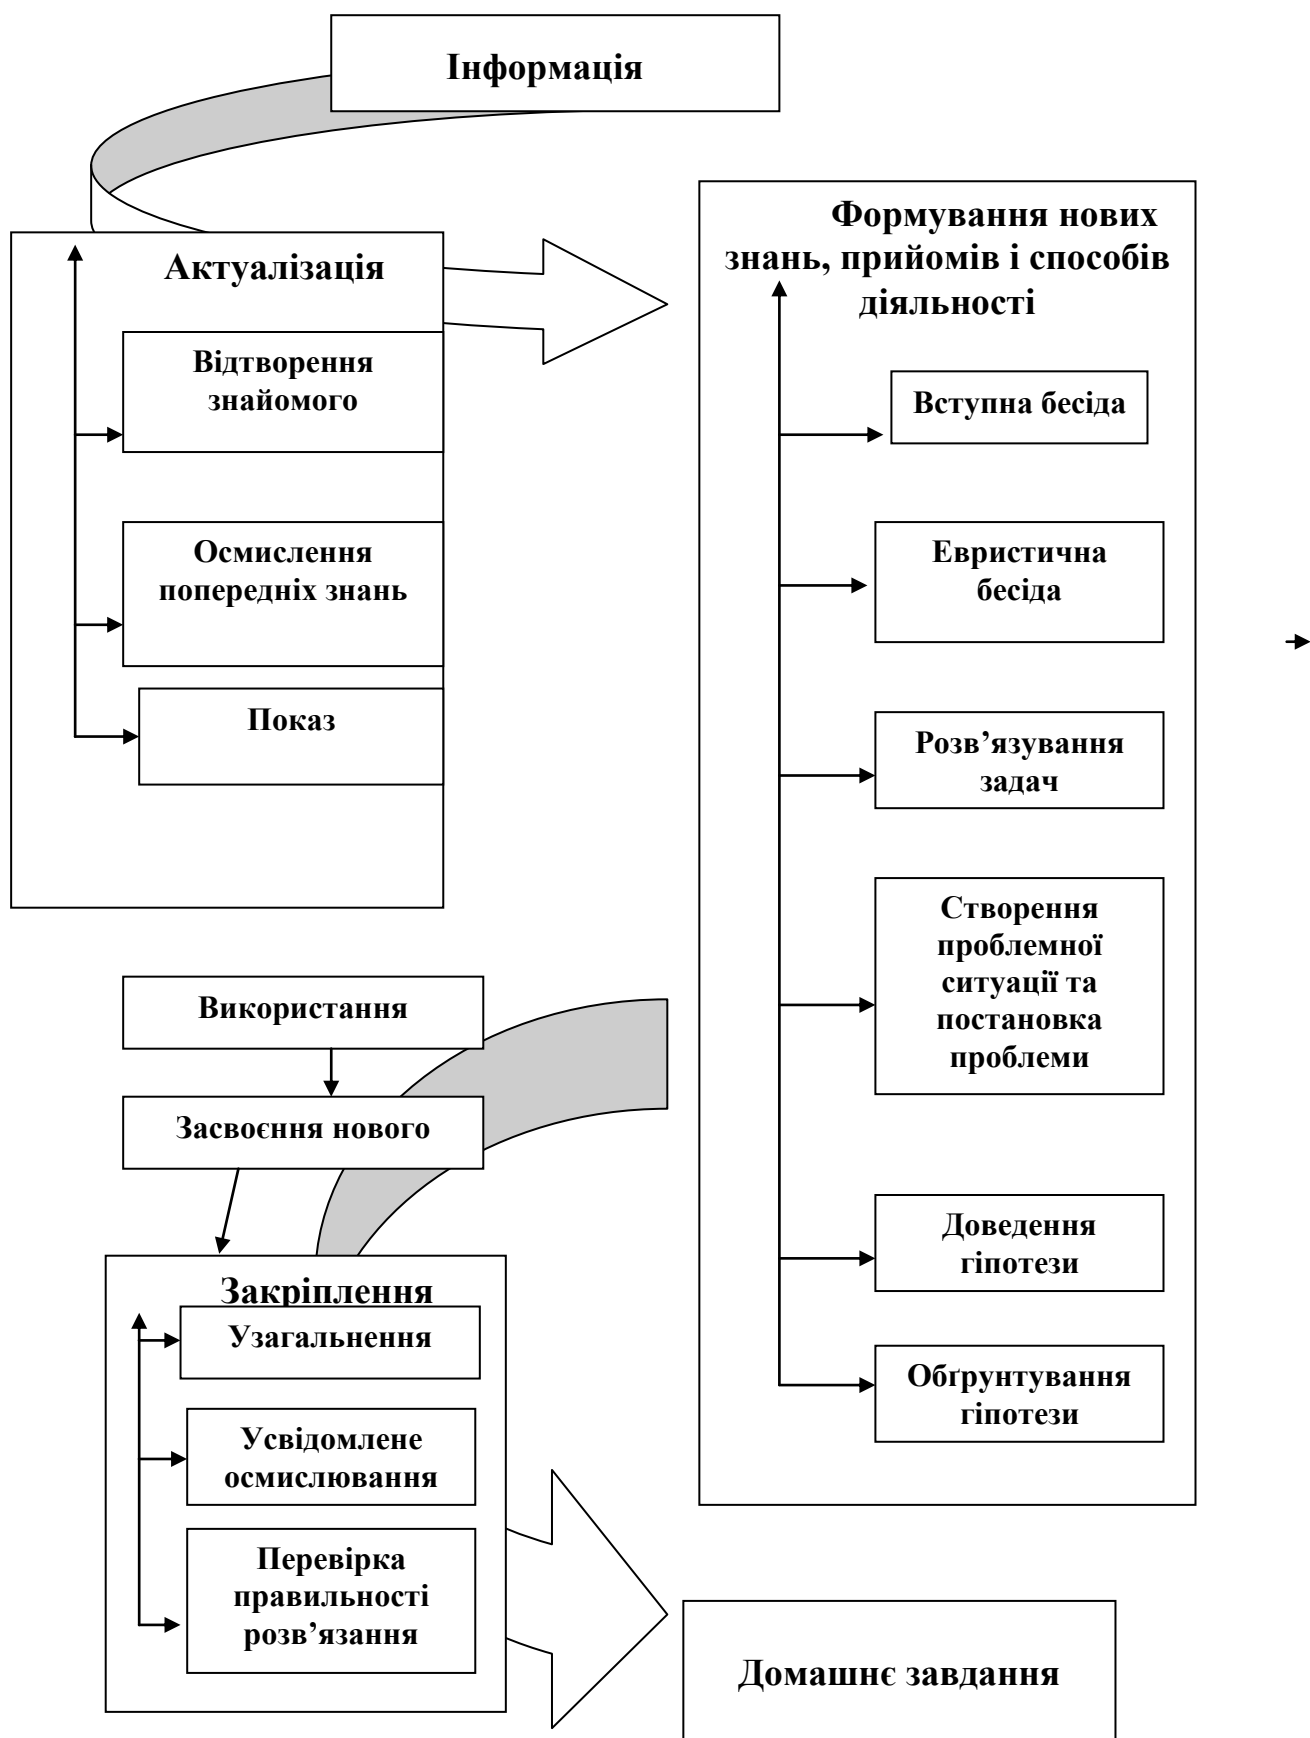 Інформація
Актуалізація
Відтворення
знайомого
Осмислення
попередніх знань
Показ
Формування нових
знань, прийомів і способів
діяльності
Вступна бесіда
Евристична
бесіда
Розв’язування
задач
Створення
проблемної
ситуації та
постановка
проблеми
Доведення
гіпотези
Обґрунтування
гіпотези
Використання
Засвоєння нового
Закріплення
Узагальнення
Усвідомлене
осмислювання
Перевірка
правильності
розв’язання
Домашнє завдання